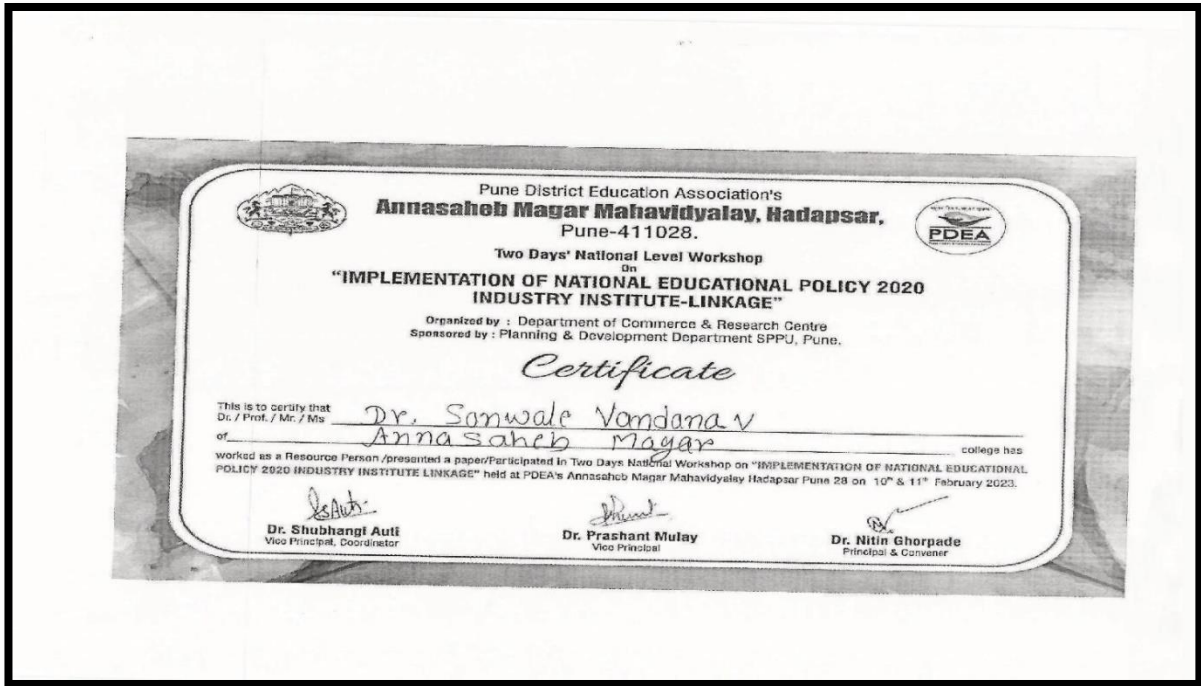 Pune District Education Association's
Annasaheb Magar Mahavidyalay, Hadapsar,
Pune-411028.
PDEA
Two Days' National Level Workshop
On
"IMPLEMENTATION OF NATIONAL EDUCATIONAL POLICY 2020
INDUSTRY INSTITUTE-LINKAGE"
Organized by : Department of Commerce & Research Centre
Sponsored by : Planning & Development Department SPPU, Pune.
Certificate
This is to certify that
Dr. / Prof. / Mr. / Ms Dr. Sonwale Vandana V
of Annasaheb Magar college has
worked as a Resource Person /presented a paper/Participated in Two Days National Workshop on "IMPLEMENTATION OF NATIONAL EDUCATIONAL
POLICY 2020 INDUSTRY INSTITUTE LINKAGE" held at PDEA's Annasaheb Magar Mahavidyalay Hadapsar Pune 28 on 10th & 11th February 2023.
Dr. Shubhangi Auti
Vice Principal, Coordinator
Dr. Prashant Mulay
Vice Principal
Dr. Nitin Ghorpade
Principal & Convener